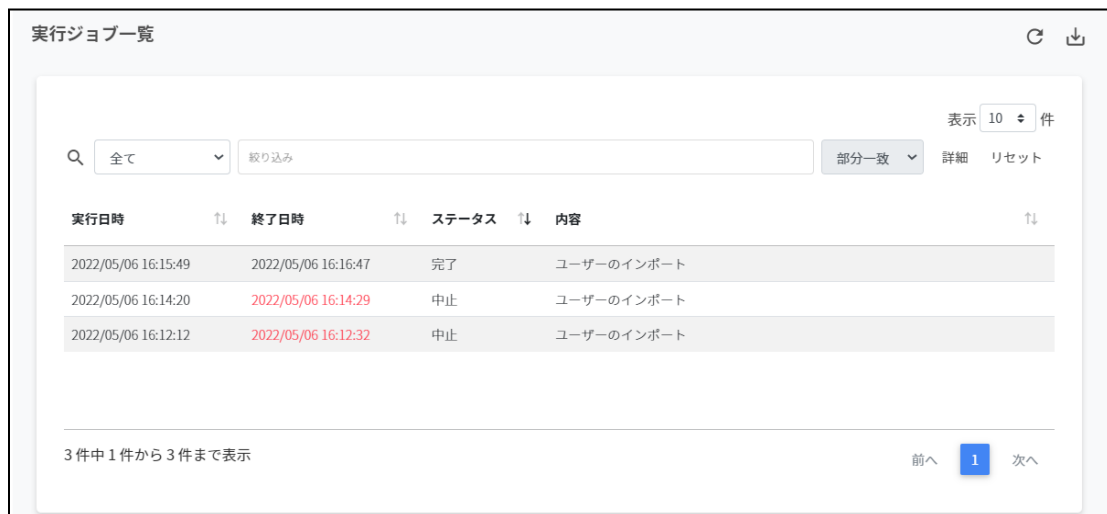 実行ジョブ一覧
表示 10 件
全て 絞り込み 部分一致 詳細 リセット
実行日時 終了日時 ステータス 内容
2022/05/06 16:15:49 2022/05/06 16:16:47 完了 ユーザーのインポート
2022/05/06 16:14:20 2022/05/06 16:14:29 中止 ユーザーのインポート
2022/05/06 16:12:12 2022/05/06 16:12:32 中止 ユーザーのインポート
3 件中 1 件から 3 件まで表示
前へ 1 次へ